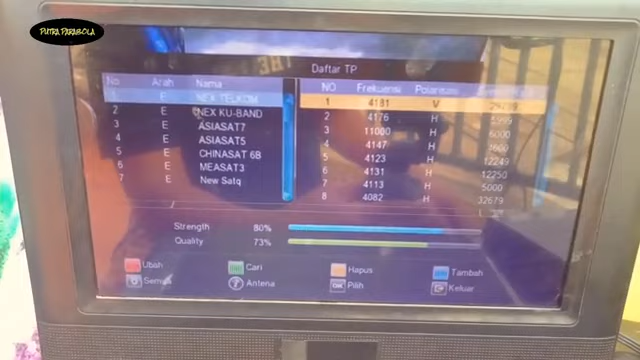 PUTRA PARABOLA
Daftar TP
No Arah Nama
1 E NEX TELKOM
2 E NEX KU-BAND
3 E ASIASAT7
4 E ASIASAT5
5 E CHINASAT 6B
6 E MEASAT3
7 E New Satq
NO Frekuensi Polarisasi
1 4181 V
2 4176 H
3 11000 H 6000
4 4147 H 4600
5 4123 H 12249
6 4131 H 12250
7 4113 H 5000
8 4082 H 32679
Strength 80%
Quality 73%
Ubah Cari Hapus Tambah
Semua Antena OK Pilih Keluar